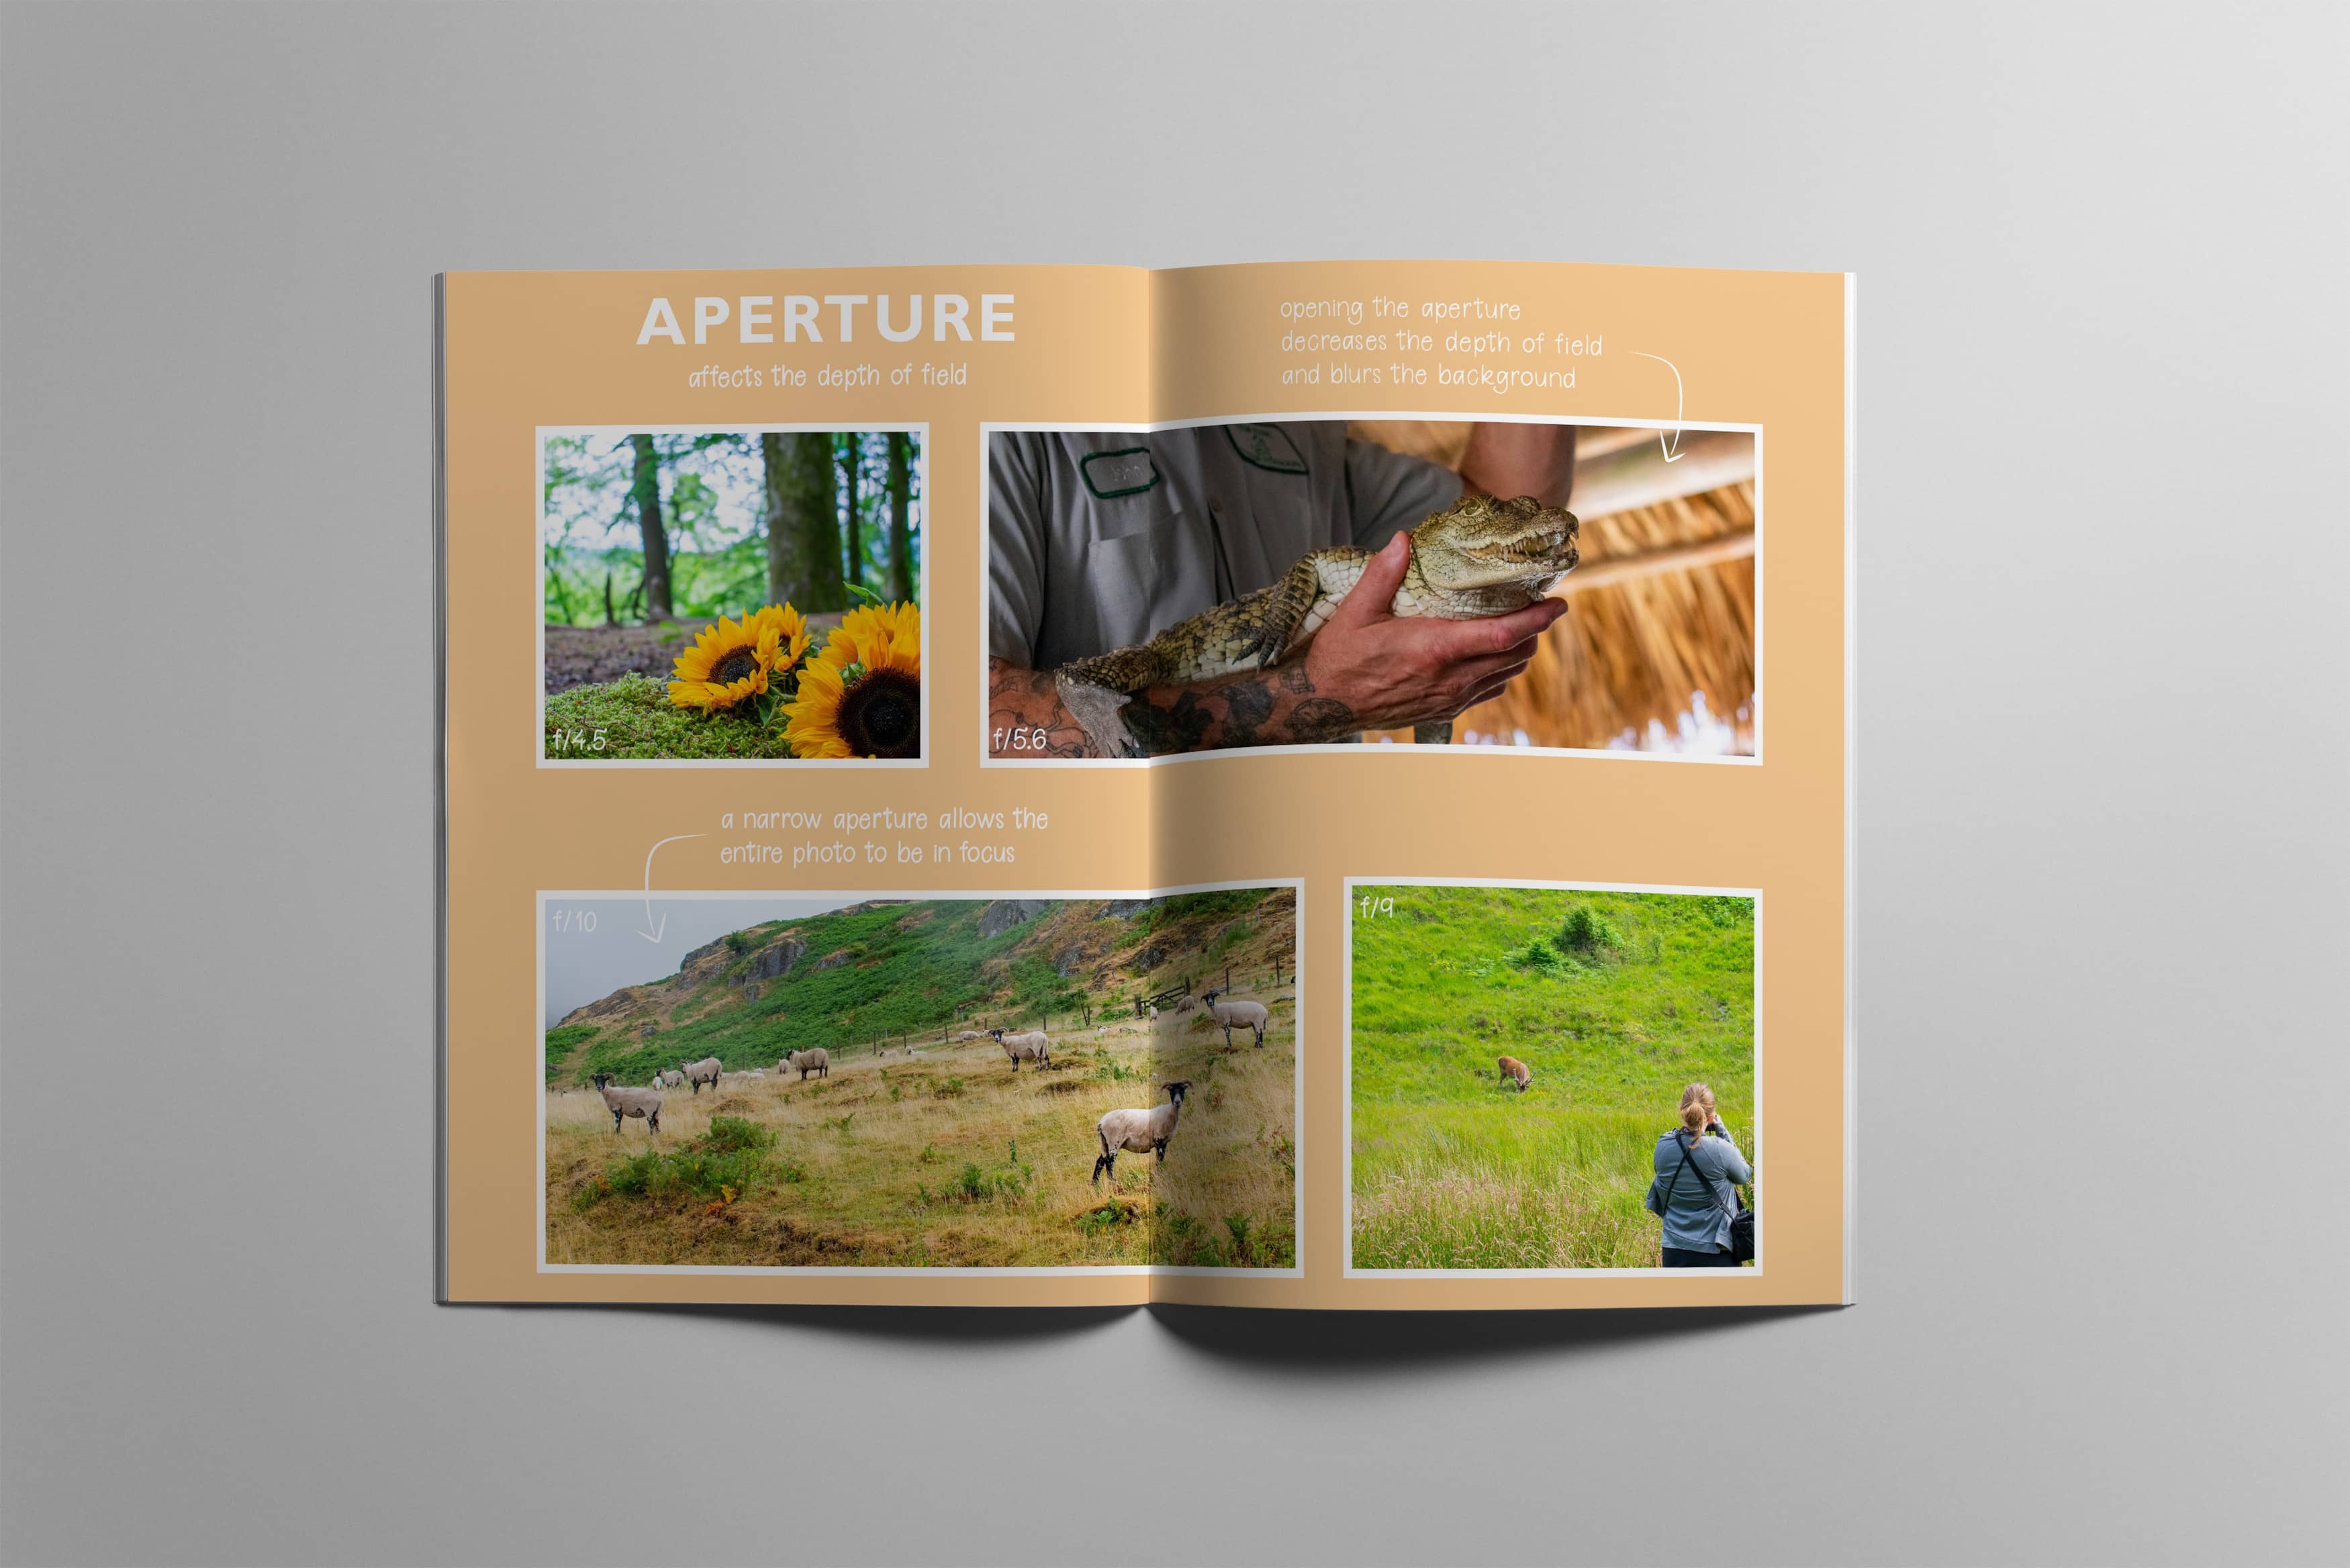 APERTURE
affects the depth of field
opening the aperture
decreases the depth of field
and blurs the background
f/4.5
f/5.6
a narrow aperture allows the
entire photo to be in focus
f/10
f/9